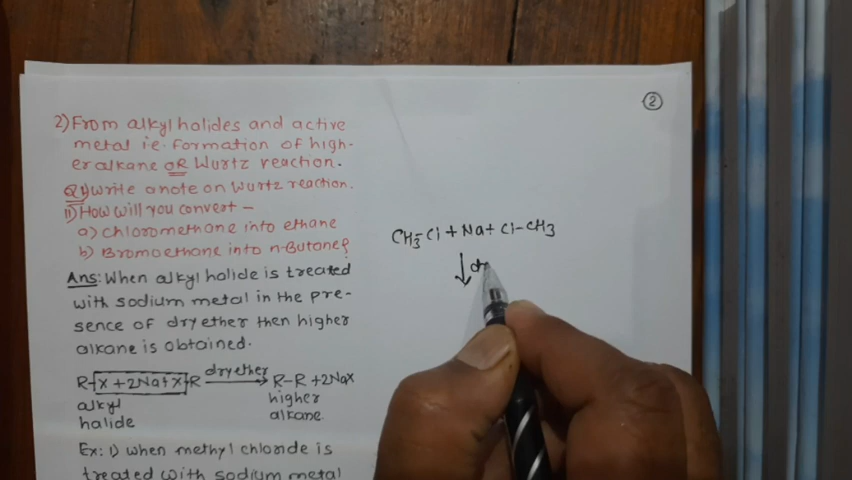 ②
2) From alkyl halides and active
metal i.e. formation of high-
er alkane OR Wurtz reaction.
Q1) Write a note on Wurtz reaction.
11) How will you convert -
a) Chloromethane into ethane
b) Bromoethane into n-Butane?
Ans: When alkyl halide is treated
with sodium metal in the pre-
sence of dry ether then higher
alkane is obtained.
R-X + 2Na + X-R dry ether → R-R + 2NaX
alkyl
halide
higher
alkane
Ex: 1) when methyl chloride is
treated with sodium metal
CH3-Cl + Na + Cl-CH3
↓